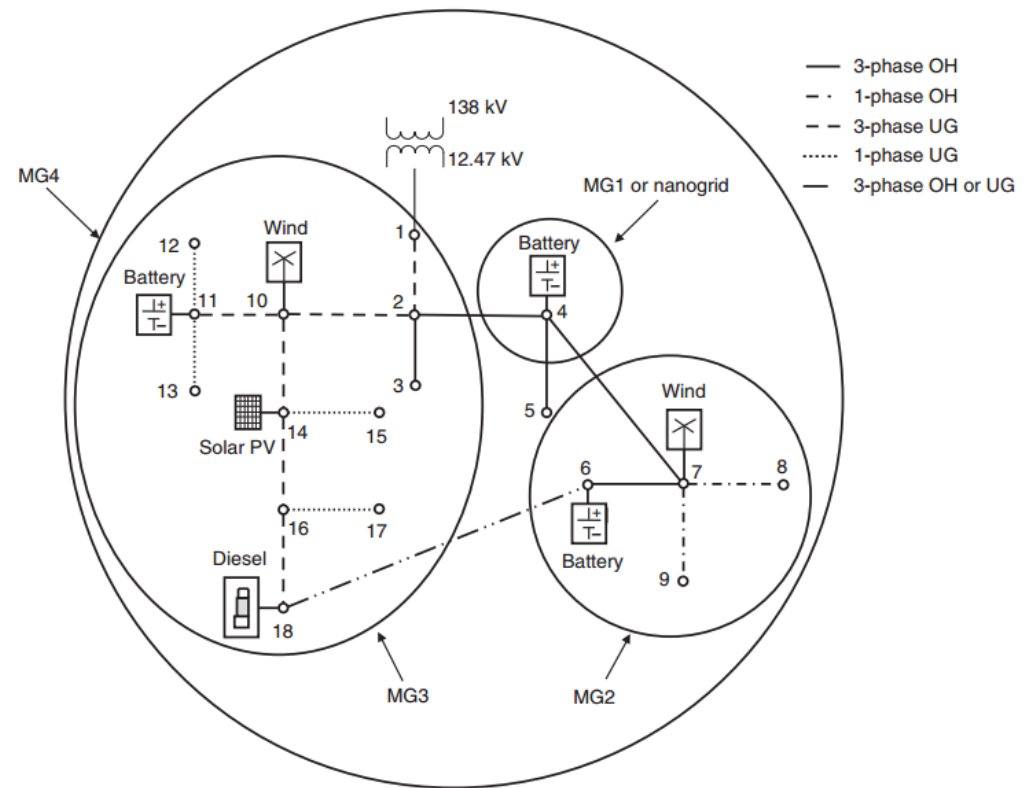 138 kV
12.47 kV
3-phase OH
1-phase OH
3-phase UG
1-phase UG
3-phase OH or UG
MG4
MG1 or nanogrid
Wind
Battery
12
1
Battery
11
10
2
4
13
3
5
Wind
Solar PV
14
15
6
7
8
16
17
Battery
Diesel
9
18
MG3
MG2